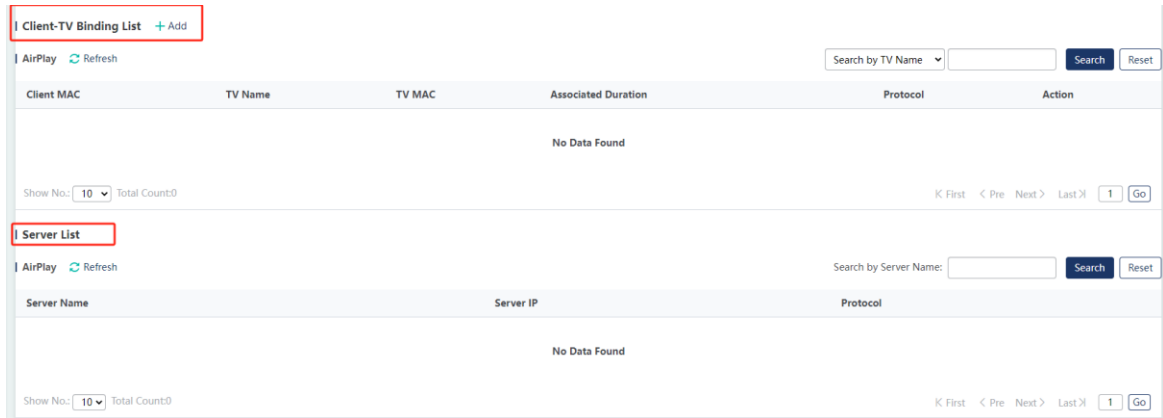 Client-TV Binding List + Add
AirPlay Refresh Search by TV Name Search Reset
Client MAC TV Name TV MAC Associated Duration Protocol Action
No Data Found
Show No.: 10 Total Count:0 First Pre Next Last 1 Go
Server List
AirPlay Refresh Search by Server Name: Search Reset
Server Name Server IP Protocol
No Data Found
Show No.: 10 Total Count:0 First Pre Next Last 1 Go